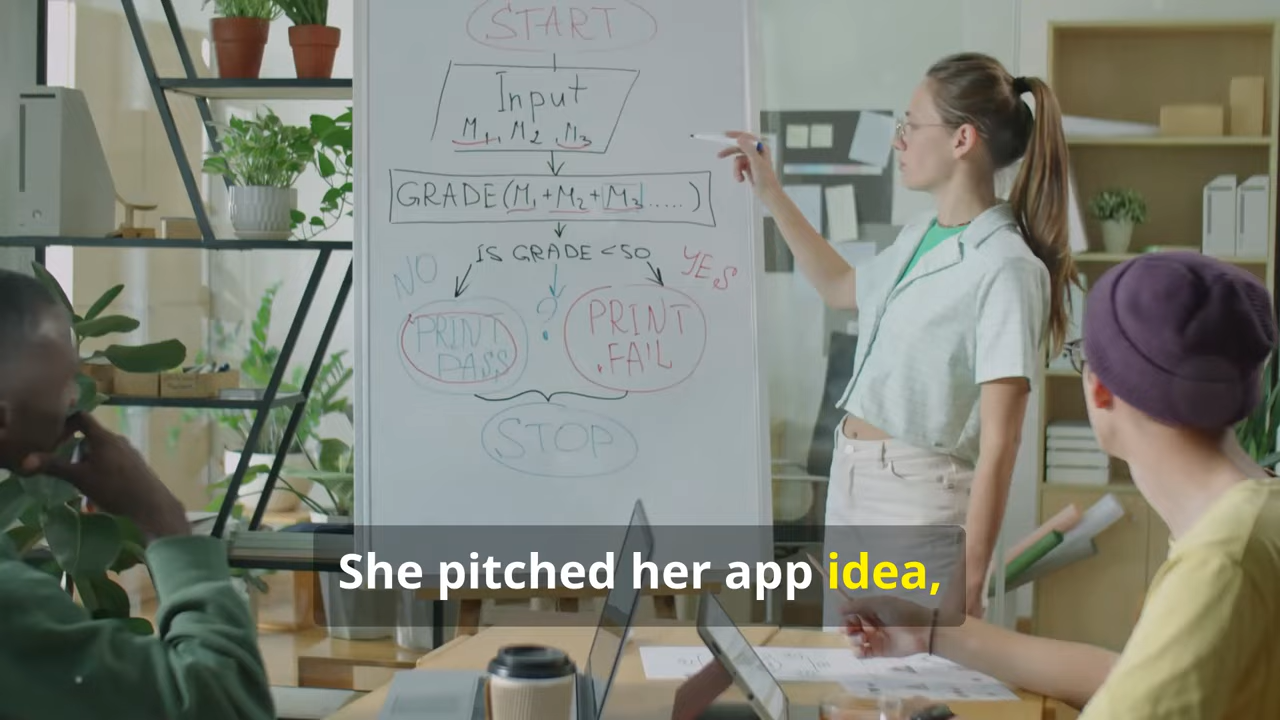 START
Input
M1, M2, M3
GRADE(M1+M2+M3.....)
IS GRADE <50
NO
YES
PRINT PASS
PRINT FAIL
STOP
She pitched her app idea,